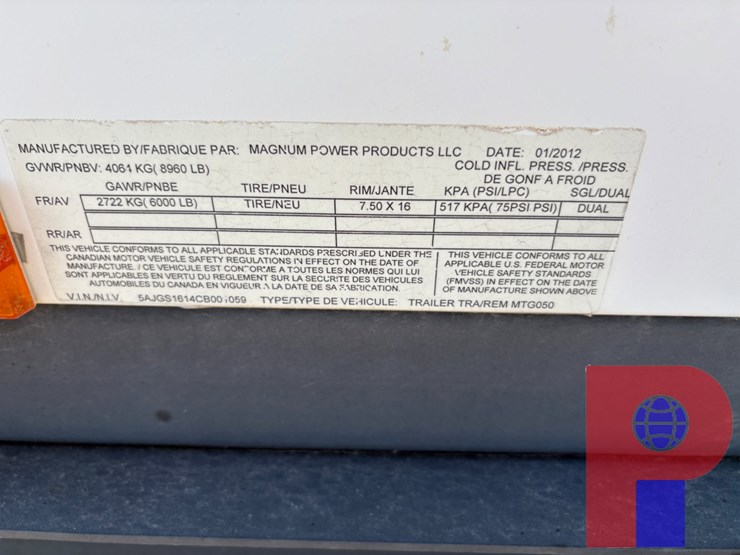 MANUFACTURED BY/FABRIQUE PAR: MAGNUM POWER PRODUCTS LLC DATE: 01/2012
GVWR/PNBV: 4061 KG( 8960 LB) COLD INFL. PRESS. /PRESS.
DE GONF A FROID
GAWR/PNBE TIRE/PNEU RIM/JANTE KPA (PSI/LPC) SGL/DUAL
FR/AV 2722 KG( 6000 LB) TIRE/NEU 7.50 X 16 517 KPA( 75PSI PSI) DUAL
RR/AR
THIS VEHICLE CONFORMS TO ALL APPLICABLE STANDARDS PRESCRIBED UNDER THE
CANADIAN MOTOR VEHICLE SAFETY REGULATIONS IN EFFECT ON THE DATE OF
MANUFACTURE. / CE VEHICULE EST CONFORME A TOUTES LES NORMES QUI LUI
SONT APPLICABLES EN VERTU DU REGLEMENT SUR LA SECURITE DES VEHICULES
AUTOMOBILES DU CANADA EN VIGUEUR A LA DATE DE SA FABRICATION.
THIS VEHICLE CONFORMS TO ALL
APPLICABLE U.S. FEDERAL MOTOR
VEHICLE SAFETY STANDARDS
(FMVSS) IN EFFECT ON THE DATE
OF MANUFACTURE SHOWN ABOVE
V.I.N./N.I.V. TYPE/TYPE DE VEHICULE: TRAILER TRA/REM MTG050